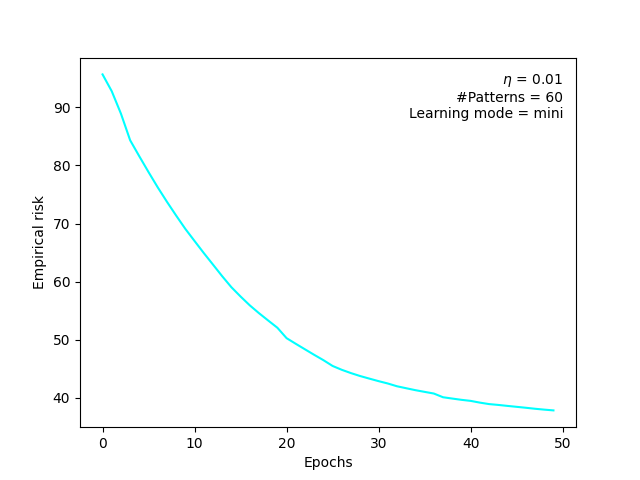 η = 0.01
#Patterns = 60
Learning mode = mini
Empirical risk
90
80
70
60
50
40
0 10 20 30 40 50
Epochs